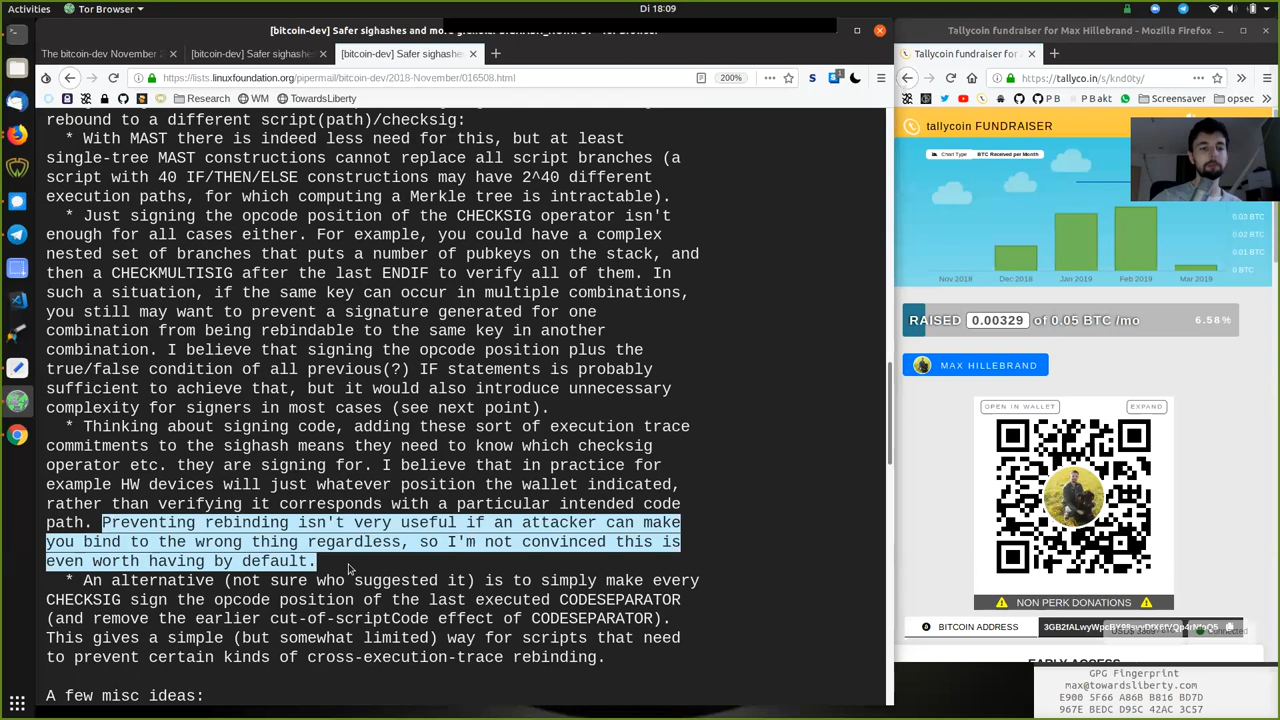 Activities
Tor Browser
Di 18:09
[bitcoin-dev] Safer sighashes and more
Tallycoin fundraiser for Max Hillebrand - Mozilla Firefox
The bitcoin-dev November
[bitcoin-dev] Safer sighashe
[bitcoin-dev] Safer sighashe
Tallycoin fundraiser for Max H
https://lists.linuxfoundation.org/pipermail/bitcoin-dev/2018-November/016508.html
200%
https://tallyco.in/s/knd0ty/
Research
WM
TowardsLiberty
P B
P B akt
Screensaver
opsec
rebound to a different script(path)/checksig:
* With MAST there is indeed less need for this, but at least
single-tree MAST constructions cannot replace all script branches (a
script with 40 IF/THEN/ELSE constructions may have 2^40 different
execution paths, for which computing a Merkle tree is intractable).
* Just signing the opcode position of the CHECKSIG operator isn't
enough for all cases either. For example, you could have a complex
nested set of branches that puts a number of pubkeys on the stack, and
then a CHECKMULTISIG after the last ENDIF to verify all of them. In
such a situation, if the same key can occur in multiple combinations,
you still may want to prevent a signature generated for one
combination from being rebindable to the same key in another
combination. I believe that signing the opcode position plus the
true/false condition of all previous(?) IF statements is probably
sufficient to achieve that, but it would also introduce unnecessary
complexity for signers in most cases (see next point).
* Thinking about signing code, adding these sort of execution trace
commitments to the sighash means they need to know which checksig
operator etc. they are signing for. I believe that in practice for
example HW devices will just whatever position the wallet indicated,
rather than verifying it corresponds with a particular intended code
path. Preventing rebinding isn't very useful if an attacker can make
you bind to the wrong thing regardless, so I'm not convinced this is
even worth having by default.
* An alternative (not sure who suggested it) is to simply make every
CHECKSIG sign the opcode position of the last executed CODESEPARATOR
(and remove the earlier cut-of-scriptCode effect of CODESEPARATOR).
This gives a simple (but somewhat limited) way for scripts that need
to prevent certain kinds of cross-execution-trace rebinding.
A few misc ideas:
tallycoin FUNDRAISER
Chart Type
BTC Received per Month
0.03 BTC
0.02 BTC
0.01 BTC
0 BTC
Nov 2018
Dec 2018
Jan 2019
Feb 2019
Mar 2019
RAISED 0.00329 of 0.05 BTC /mo
6.58%
MAX HILLEBRAND
OPEN IN WALLET
EXPAND
NON PERK DONATIONS
BITCOIN ADDRESS
Connected
GPG Fingerprint
max@towardsliberty.com
E900 5F66 A86B B816 BD7D
967E BEDC D95C 42AC 3C57